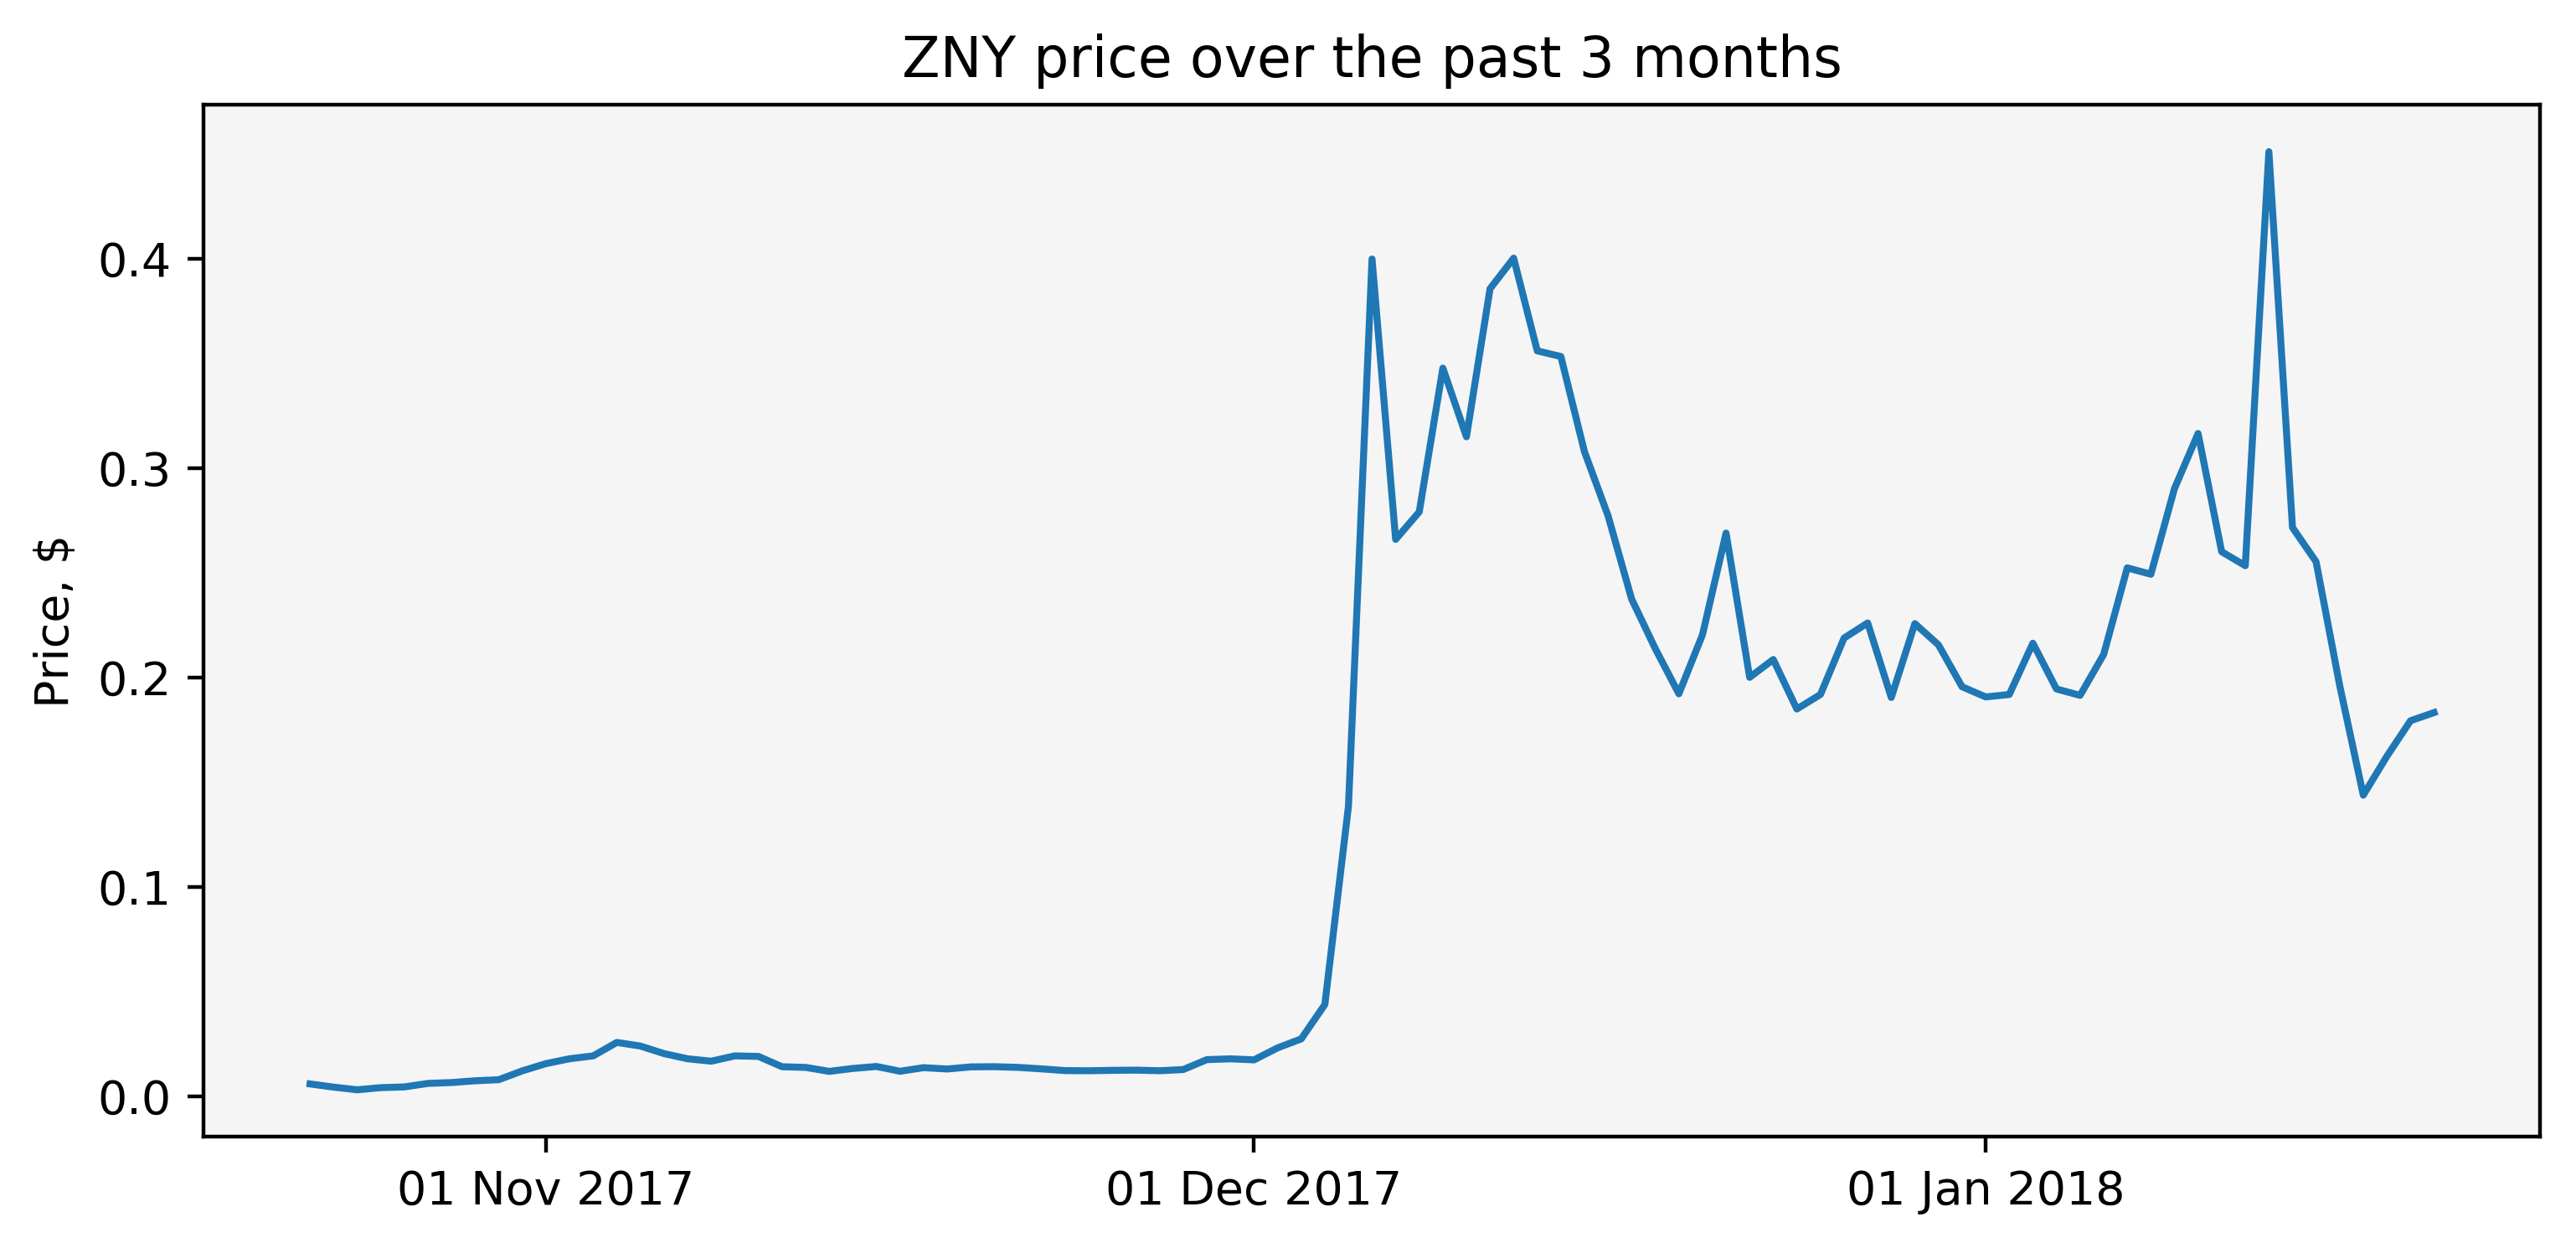 ZNY price over the past 3 months
Price, $
0.4
0.3
0.2
0.1
0.0
01 Nov 2017
01 Dec 2017
01 Jan 2018